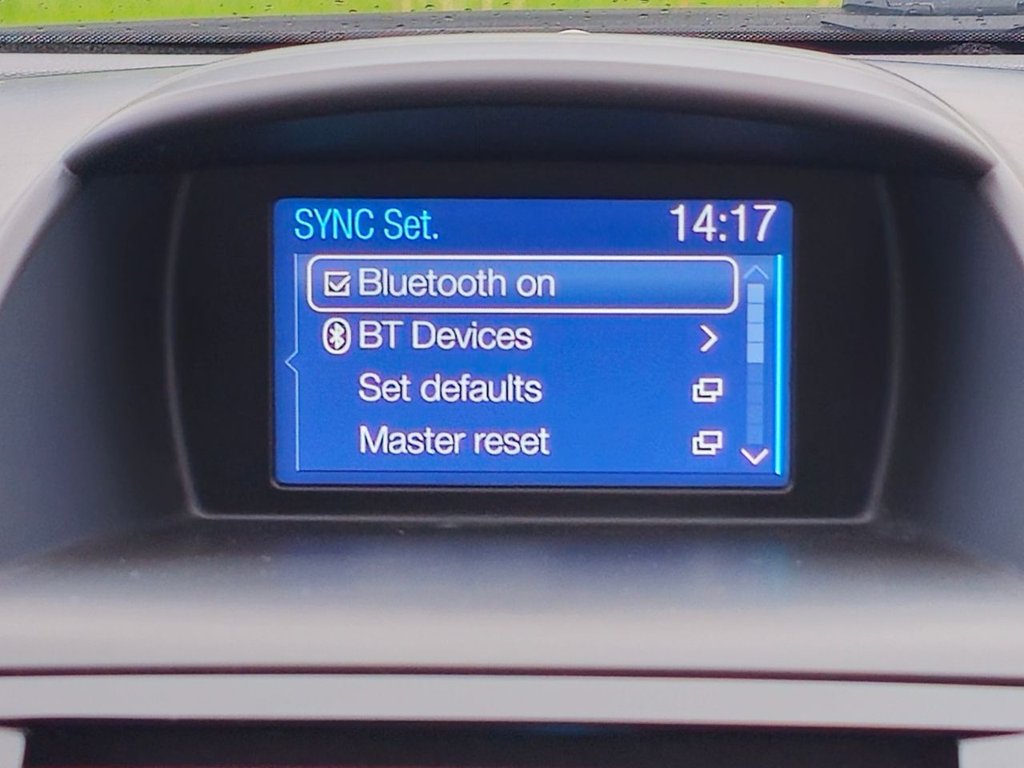 SYNC Set. 14:17
Bluetooth on
BT Devices
Set defaults
Master reset